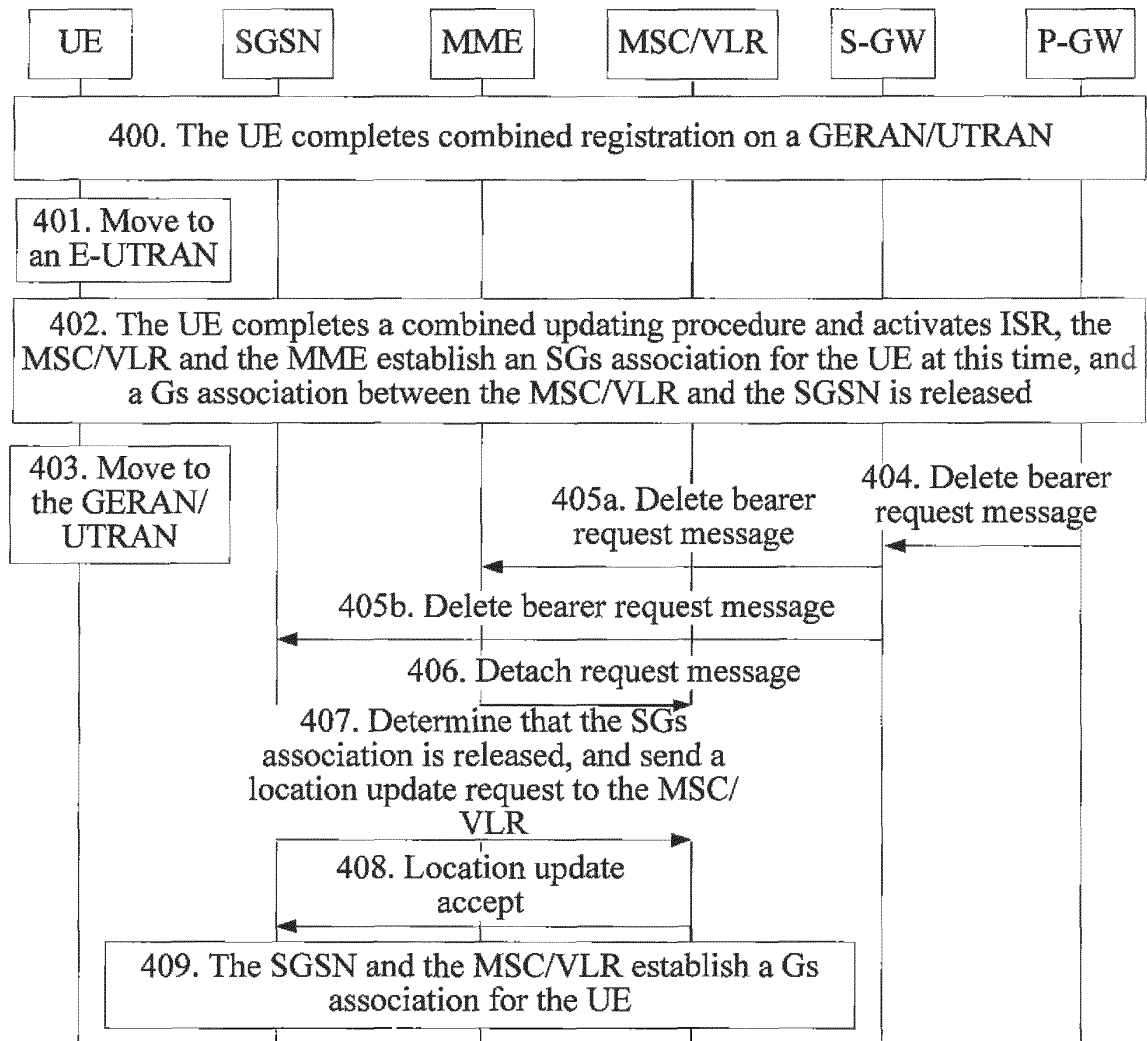 UE SGSN MME MSC/VLR S-GW P-GW
400. The UE completes combined registration on a GERAN/UTRAN
401. Move to
an E-UTRAN
402. The UE completes a combined updating procedure and activates ISR, the
MSC/VLR and the MME establish an SGs association for the UE at this time, and
a Gs association between the MSC/VLR and the SGSN is released
403. Move to
the GERAN/
UTRAN
404. Delete bearer
request message
405a. Delete bearer
request message
405b. Delete bearer request message
406. Detach request message
407. Determine that the SGs
association is released, and send a
location update request to the MSC/
VLR
408. Location update
accept
409. The SGSN and the MSC/VLR establish a Gs
association for the UE